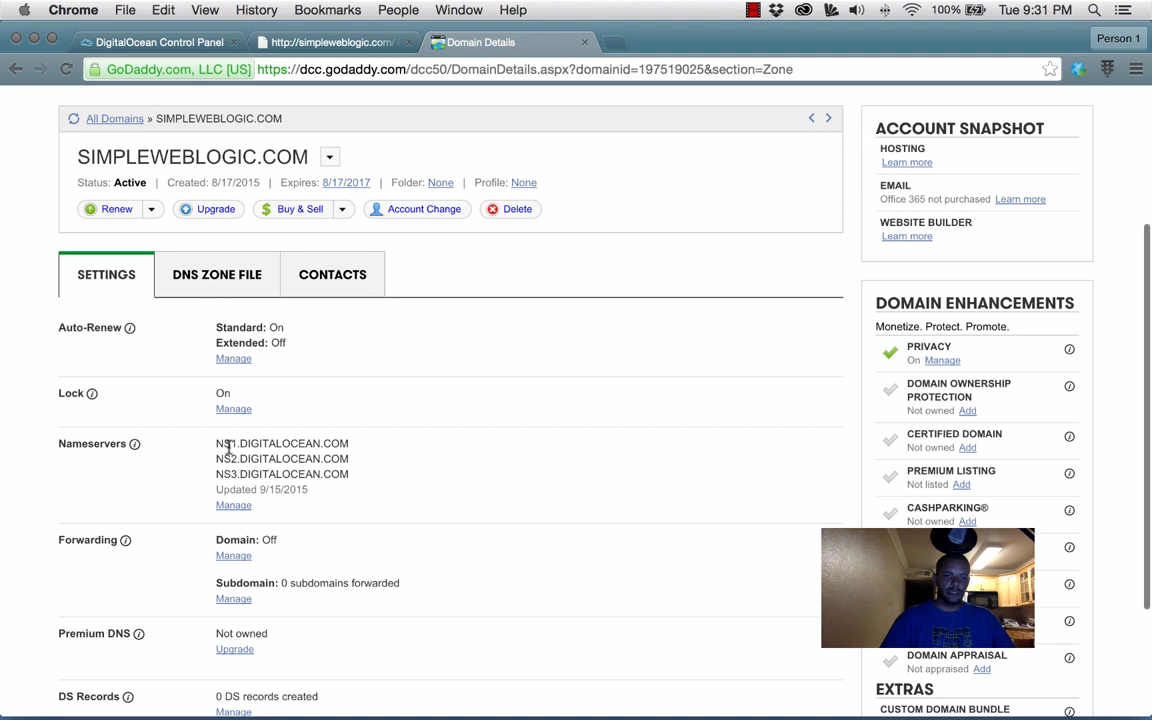 Chrome File Edit View History Bookmarks People Window Help 100% Tue 9:31 PM
DigitalOcean Control Panel × http://simpleweblogic.com/ × Domain Details × Person 1
GoDaddy.com, LLC [US] https://dcc.godaddy.com/dcc50/DomainDetails.aspx?domainid=197519025&section=Zone
All Domains » SIMPLEWEBLOGIC.COM
SIMPLEWEBLOGIC.COM
Status: Active | Created: 8/17/2015 | Expires: 8/17/2017 | Folder: None | Profile: None
Renew Upgrade Buy & Sell Account Change Delete
SETTINGS DNS ZONE FILE CONTACTS
Auto-Renew Standard: On
Extended: Off
Manage
Lock On
Manage
Nameservers NS1.DIGITALOCEAN.COM
NS2.DIGITALOCEAN.COM
NS3.DIGITALOCEAN.COM
Updated 9/15/2015
Manage
Forwarding Domain: Off
Manage
Subdomain: 0 subdomains forwarded
Manage
Premium DNS Not owned
Upgrade
DS Records 0 DS records created
Manage
ACCOUNT SNAPSHOT
HOSTING
Learn more
EMAIL
Office 365 not purchased Learn more
WEBSITE BUILDER
Learn more
DOMAIN ENHANCEMENTS
Monetize. Protect. Promote.
PRIVACY
On Manage
DOMAIN OWNERSHIP
PROTECTION
Not owned Add
CERTIFIED DOMAIN
Not owned Add
PREMIUM LISTING
Not listed Add
CASHPARKING®
Not owned Add
DOMAIN APPRAISAL
Not appraised Add
EXTRAS
CUSTOM DOMAIN BUNDLE